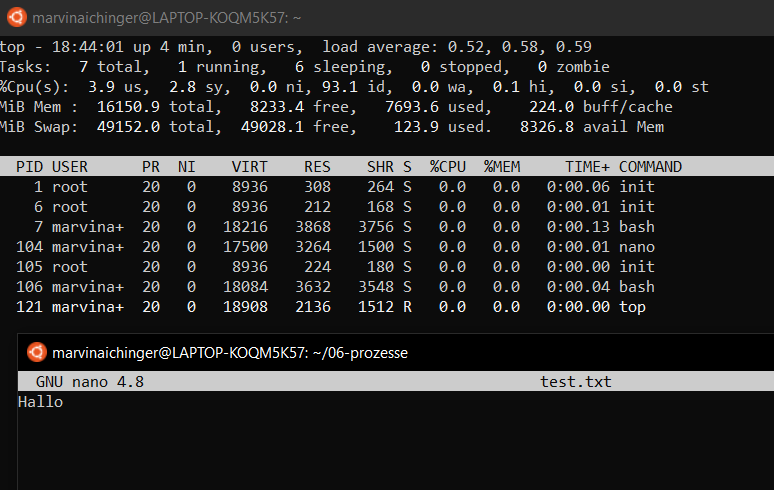 marvinaichinger@LAPTOP-KOQM5K57: ~
top - 18:44:01 up 4 min,  0 users,  load average: 0.52, 0.58, 0.59
Tasks:   7 total,   1 running,   6 sleeping,   0 stopped,   0 zombie
%Cpu(s):  3.9 us,  2.8 sy,  0.0 ni, 93.1 id,  0.0 wa,  0.1 hi,  0.0 si,  0.0 st
MiB Mem :  16150.9 total,   8233.4 free,   7693.6 used,    224.0 buff/cache
MiB Swap:  49152.0 total,  49028.1 free,    123.9 used.   8326.8 avail Mem
PID USER      PR  NI    VIRT    RES    SHR S  %CPU  %MEM     TIME+ COMMAND
1 root      20   0    8936    308    264 S   0.0   0.0   0:00.06 init
6 root      20   0    8936    212    168 S   0.0   0.0   0:00.01 init
7 marvina+  20   0   18216   3868   3756 S   0.0   0.0   0:00.13 bash
104 marvina+  20   0   17500   3264   1500 S   0.0   0.0   0:00.01 nano
105 root      20   0    8936    224    180 S   0.0   0.0   0:00.00 init
106 marvina+  20   0   18084   3632   3548 S   0.0   0.0   0:00.04 bash
121 marvina+  20   0   18908   2136   1512 R   0.0   0.0   0:00.00 top
marvinaichinger@LAPTOP-KOQM5K57: ~/06-prozesse
GNU nano 4.8                                            test.txt
Hallo